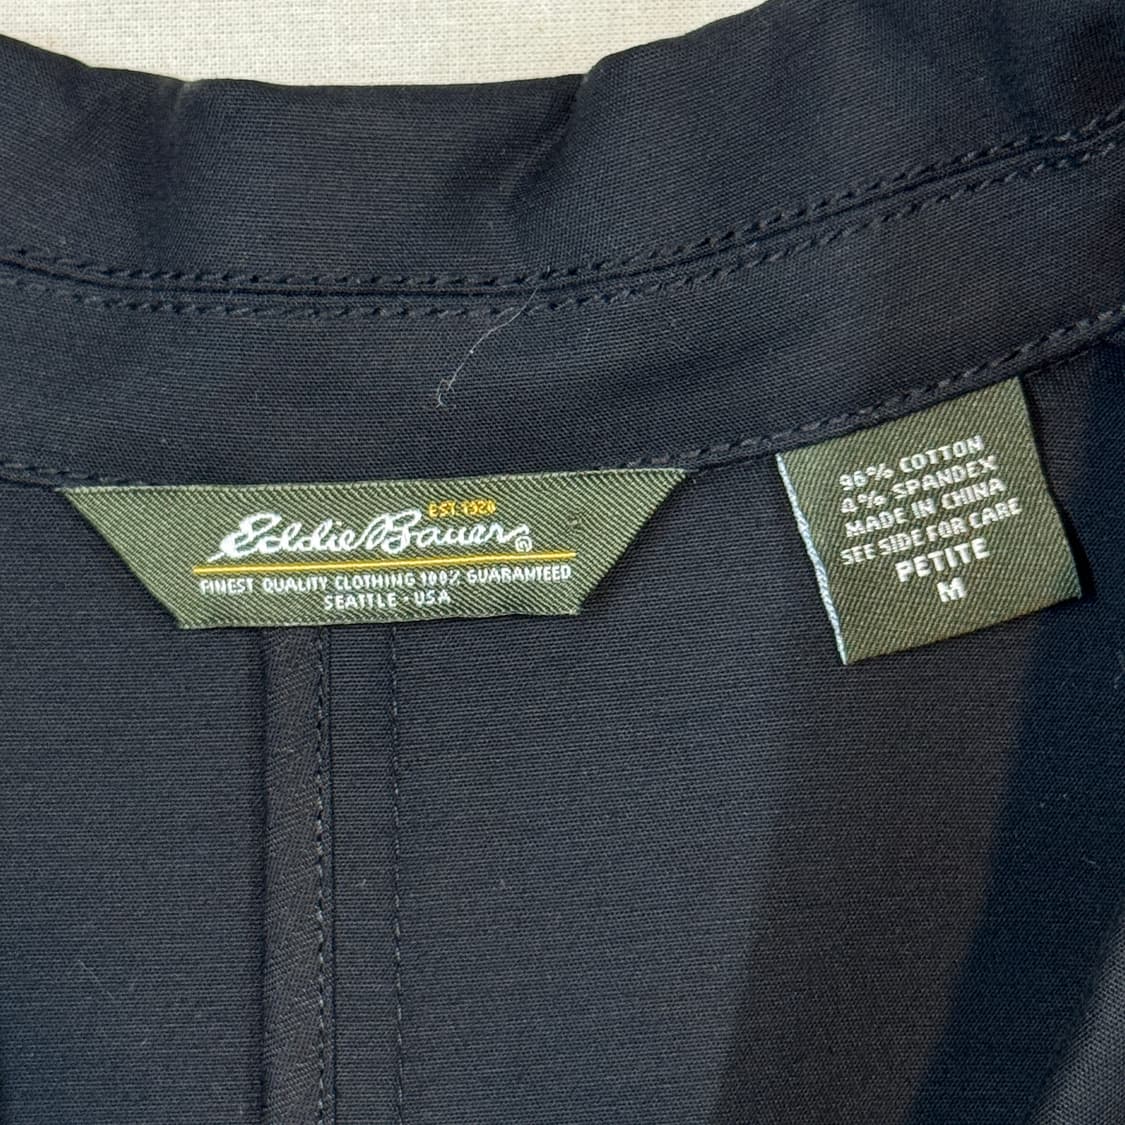 EST. 1920
Eddie Bauer
FINEST QUALITY CLOTHING 100% GUARANTEED
SEATTLE • USA
96% COTTON
4% SPANDEX
MADE IN CHINA
SEE SIDE FOR CARE
PETITE
M